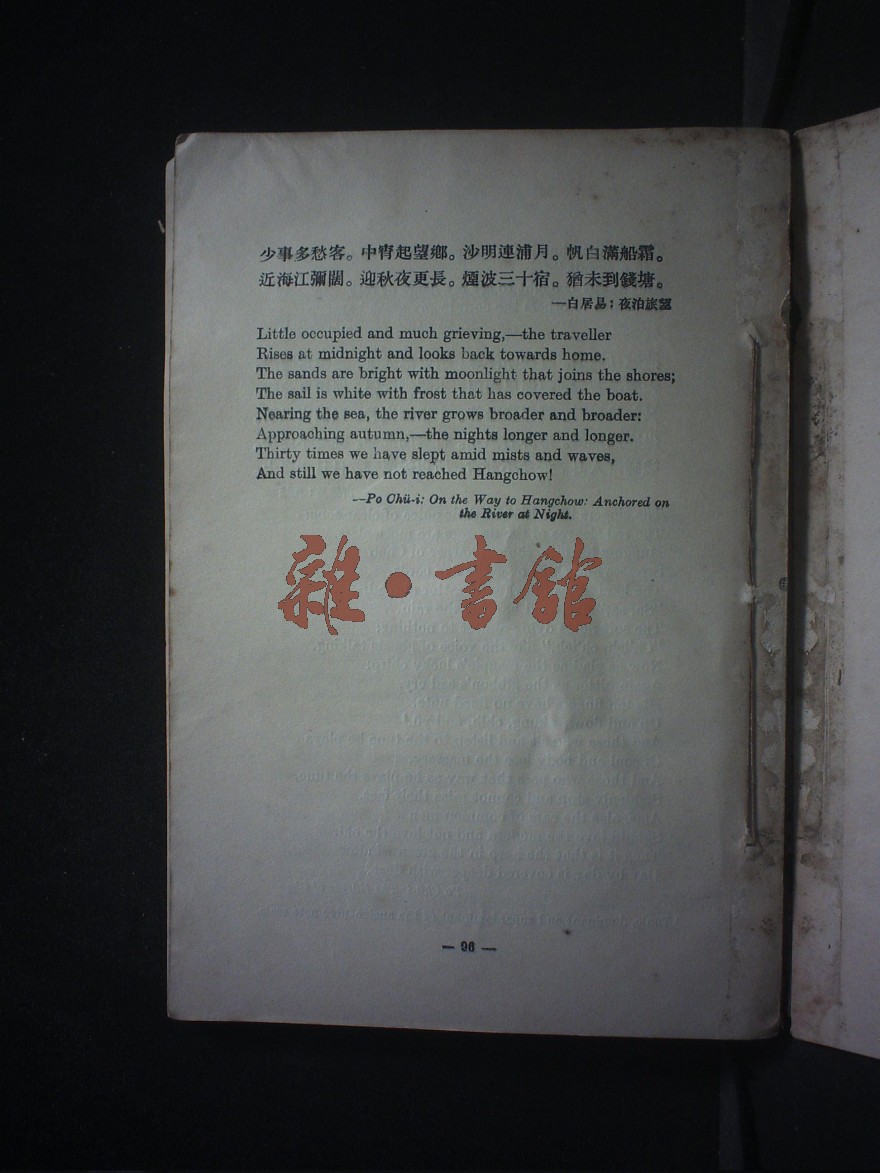 少事多愁客。中宵起望鄉。沙明連浦月。帆白滿船霜。
近海江彌闊。迎秋夜更長。煙波三十宿。猶未到錢塘。
—白居易：夜泊旅望
Little occupied and much grieving,—the traveller
Rises at midnight and looks back towards home.
The sands are bright with moonlight that joins the shores;
The sail is white with frost that has covered the boat.
Nearing the sea, the river grows broader and broader:
Approaching autumn,—the nights longer and longer.
Thirty times we have slept amid mists and waves,
And still we have not reached Hangchow!
—Po Chü-i: On the Way to Hangchow: Anchored on
the River at Night.
雜·書館
— 96 —